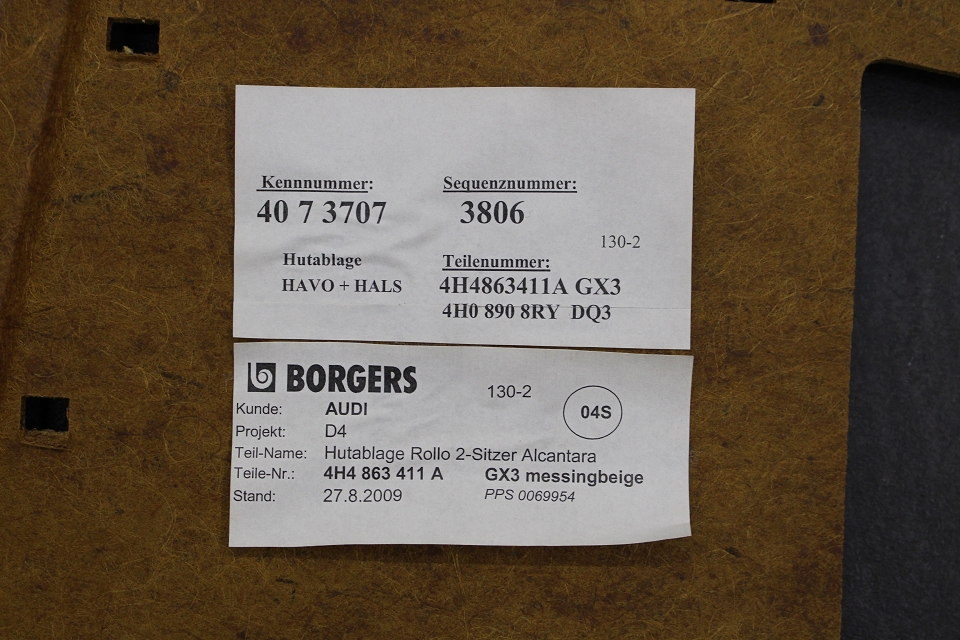 Kennnummer: Sequenznummer:
40 7 3707 3806
130-2
Hutablage Teilenummer:
HAVO + HALS 4H4863411A GX3
4H0 890 8RY DQ3
BORGERS 130-2
04S
Kunde: AUDI
Projekt: D4
Teil-Name: Hutablage Rollo 2-Sitzer Alcantara
Teile-Nr.: 4H4 863 411 A GX3 messingbeige
Stand: 27.8.2009 PPS 0069954